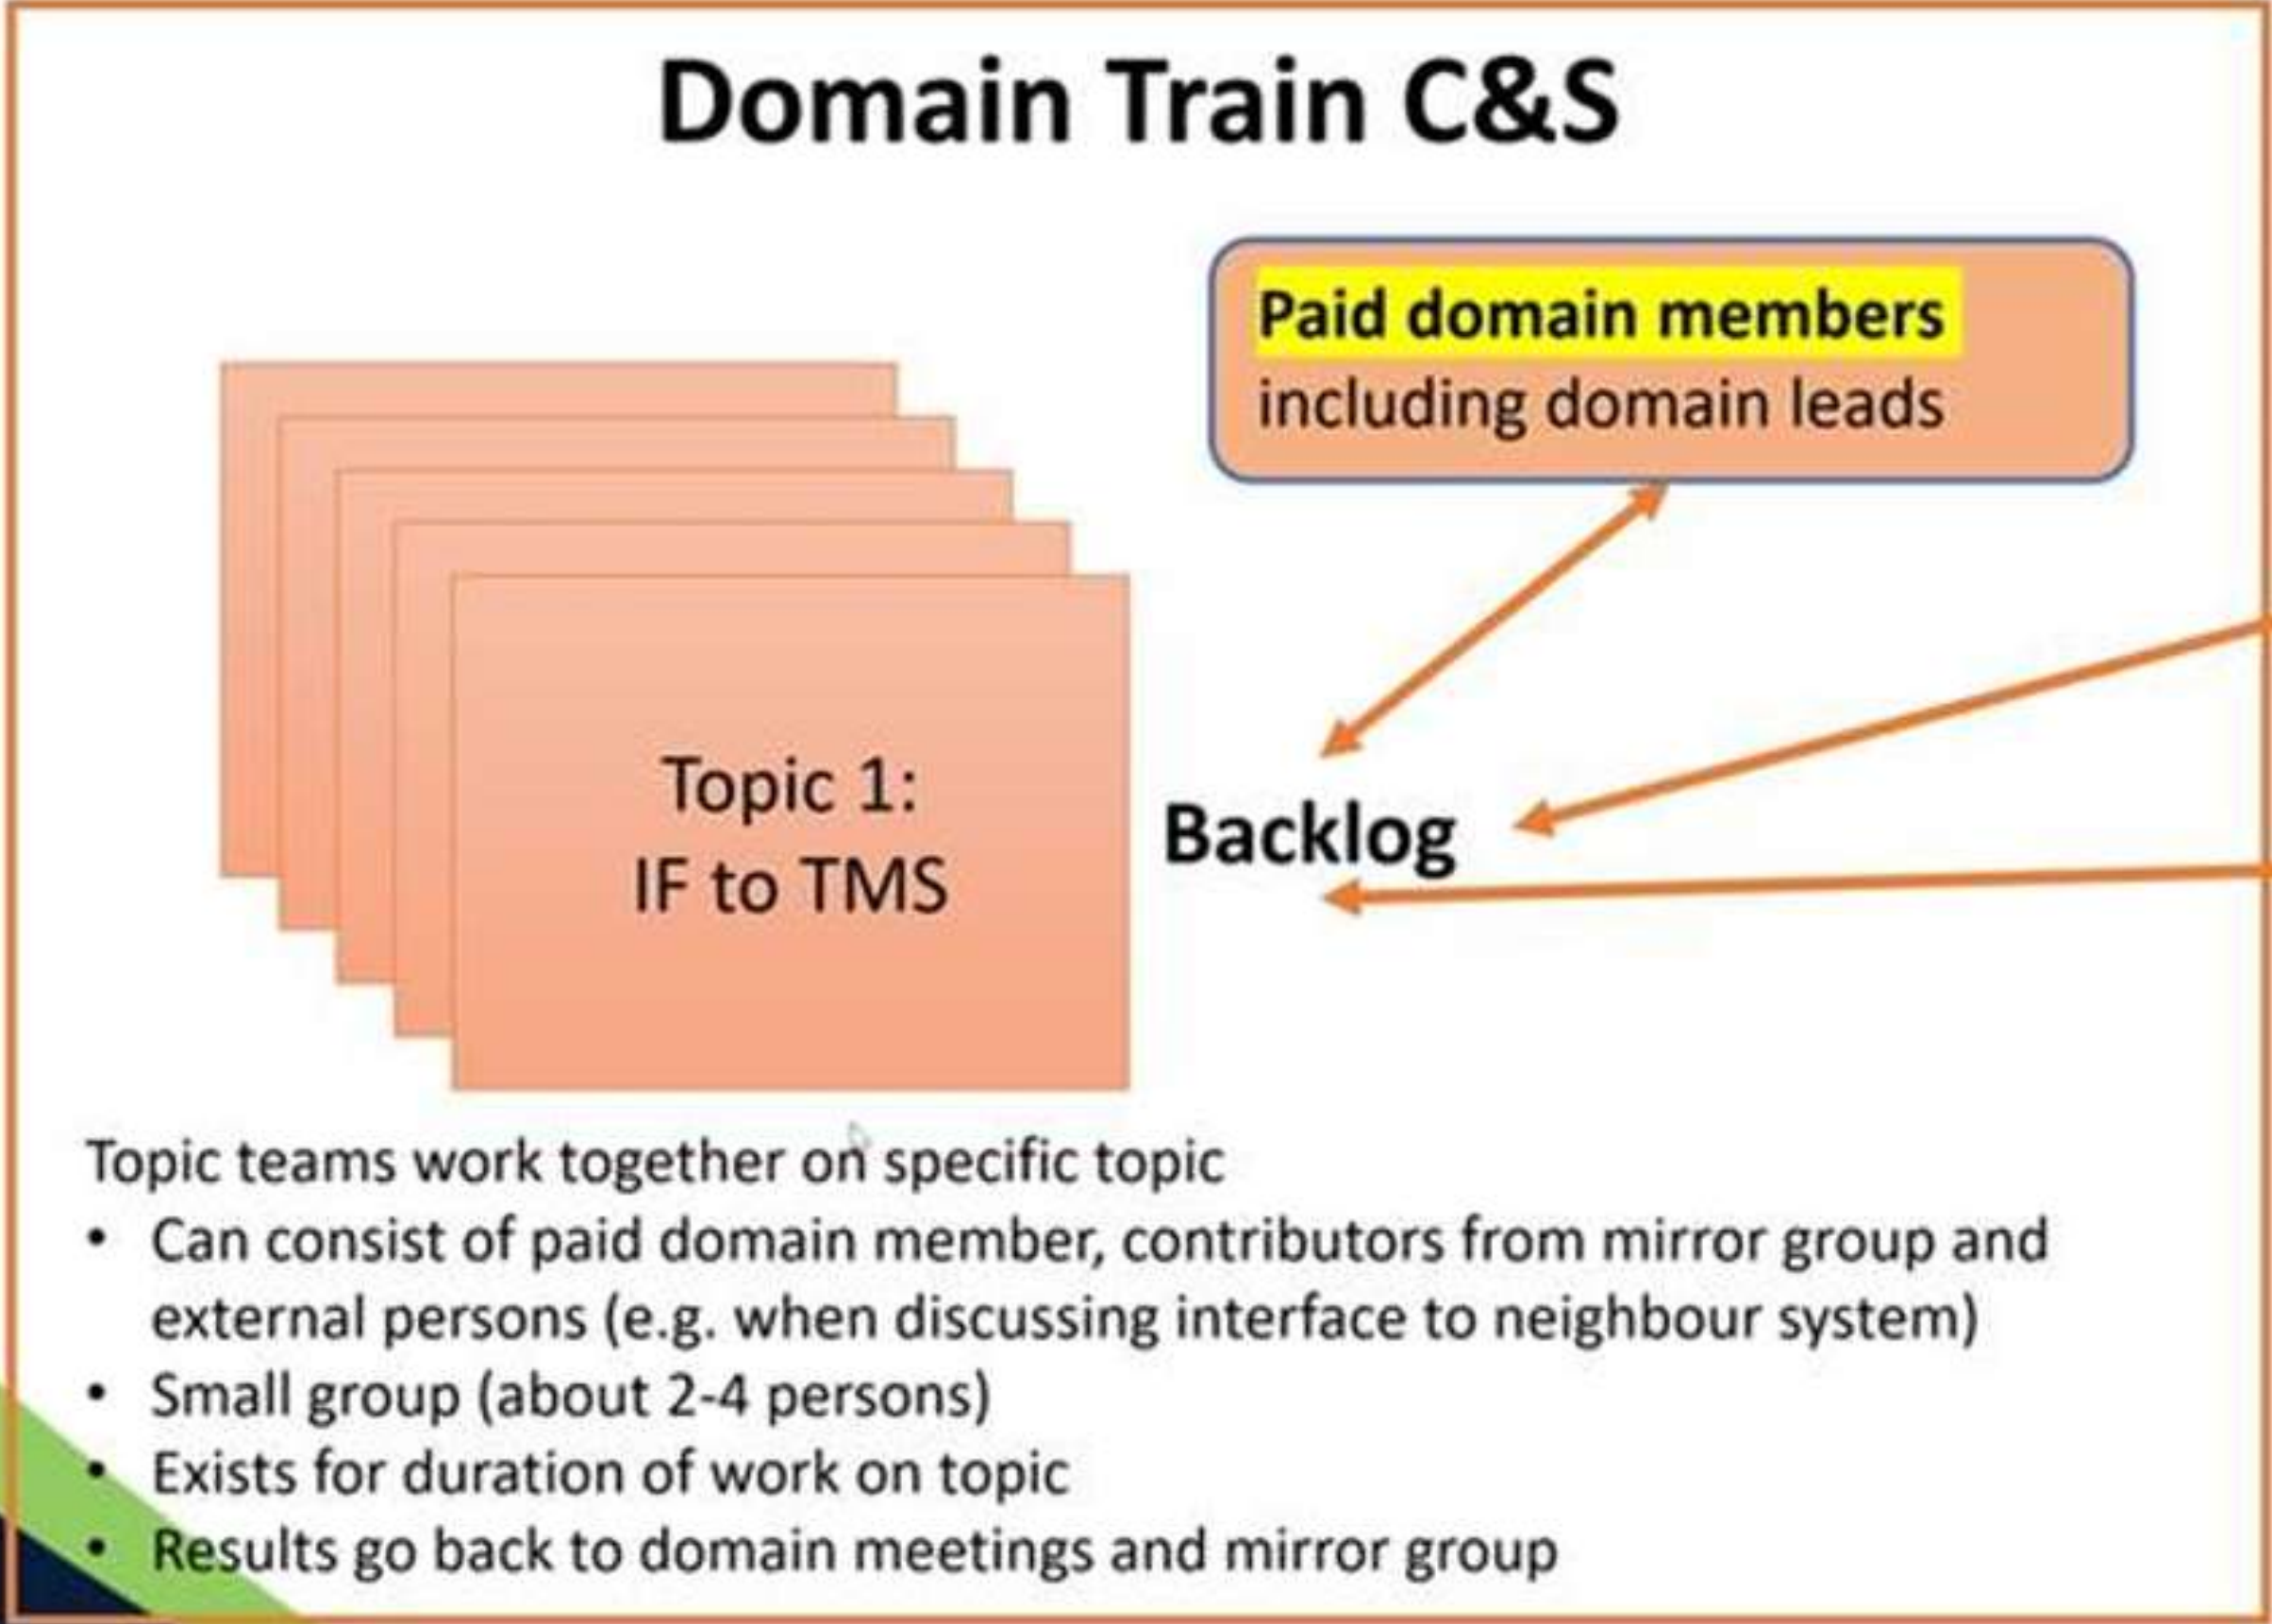 Domain Train C&S
Paid domain members
including domain leads
Topic 1:
IF to TMS
Backlog
Topic teams work together on specific topic
• Can consist of paid domain member, contributors from mirror group and
external persons (e.g. when discussing interface to neighbour system)
• Small group (about 2-4 persons)
• Exists for duration of work on topic
• Results go back to domain meetings and mirror group